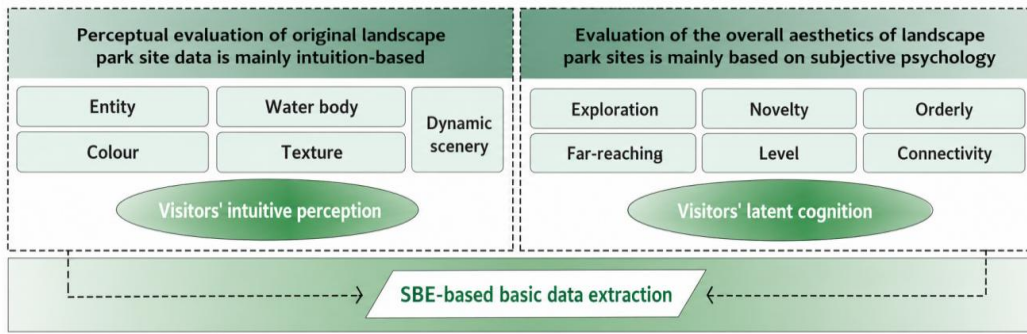 Perceptual evaluation of original landscape
park site data is mainly intuition-based
Entity
Water body
Dynamic
scenery
Colour
Texture
Visitors' intuitive perception
Evaluation of the overall aesthetics of landscape
park sites is mainly based on subjective psychology
Exploration
Novelty
Orderly
Far-reaching
Level
Connectivity
Visitors' latent cognition
SBE-based basic data extraction